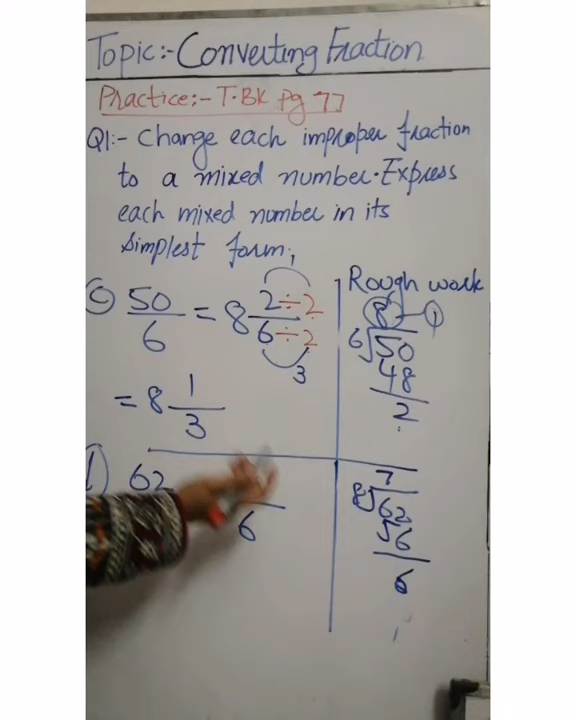 Topic:- Converting Fraction
Practice:- T.BK Pg 77
Q1:- Change each improper fraction
to a mixed number. Express
each mixed number in its
simplest form;
Rough work
c) 50/6 = 8 2÷2/6÷2
1
3
= 8 1/3
8 1
6 50
48
2
62
6
7
8 62
56
6